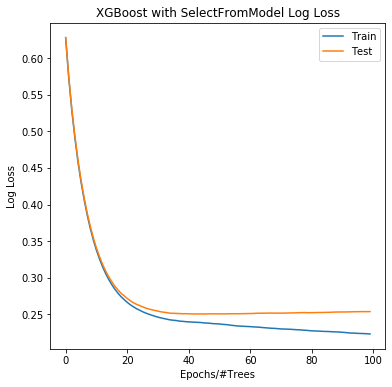 XGBoost with SelectFromModel Log Loss
Train
Test
Log Loss
0.60
0.55
0.50
0.45
0.40
0.35
0.30
0.25
0 20 40 60 80 100
Epochs/#Trees